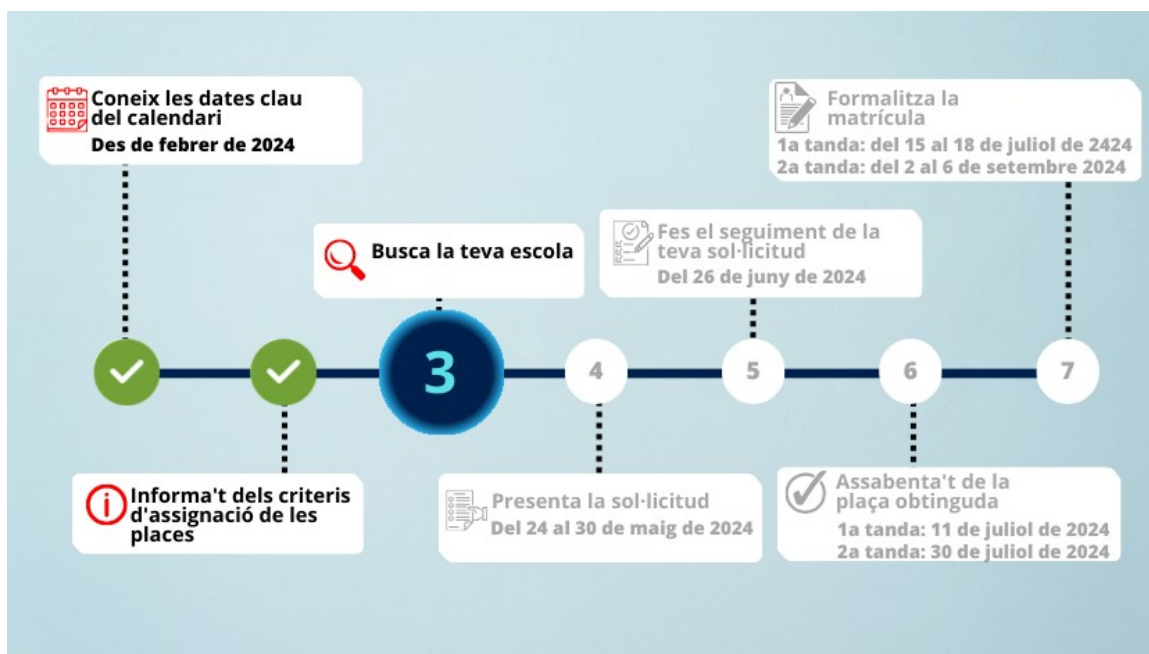 Coneix les dates clau
del calendari
Des de febrer de 2024
Informa't dels criteris
d'assignació de les
places
Busca la teva escola
3
4
Presenta la sol·licitud
Del 24 al 30 de maig de 2024
5
Fes el seguiment de la
teva sol·licitud
Del 26 de juny de 2024
6
Assabenta't de la
plaça obtinguda
1a tanda: 11 de juliol de 2024
2a tanda: 30 de juliol de 2024
7
Formalitza la
matrícula
1a tanda: del 15 al 18 de juliol de 2424
2a tanda: del 2 al 6 de setembre 2024